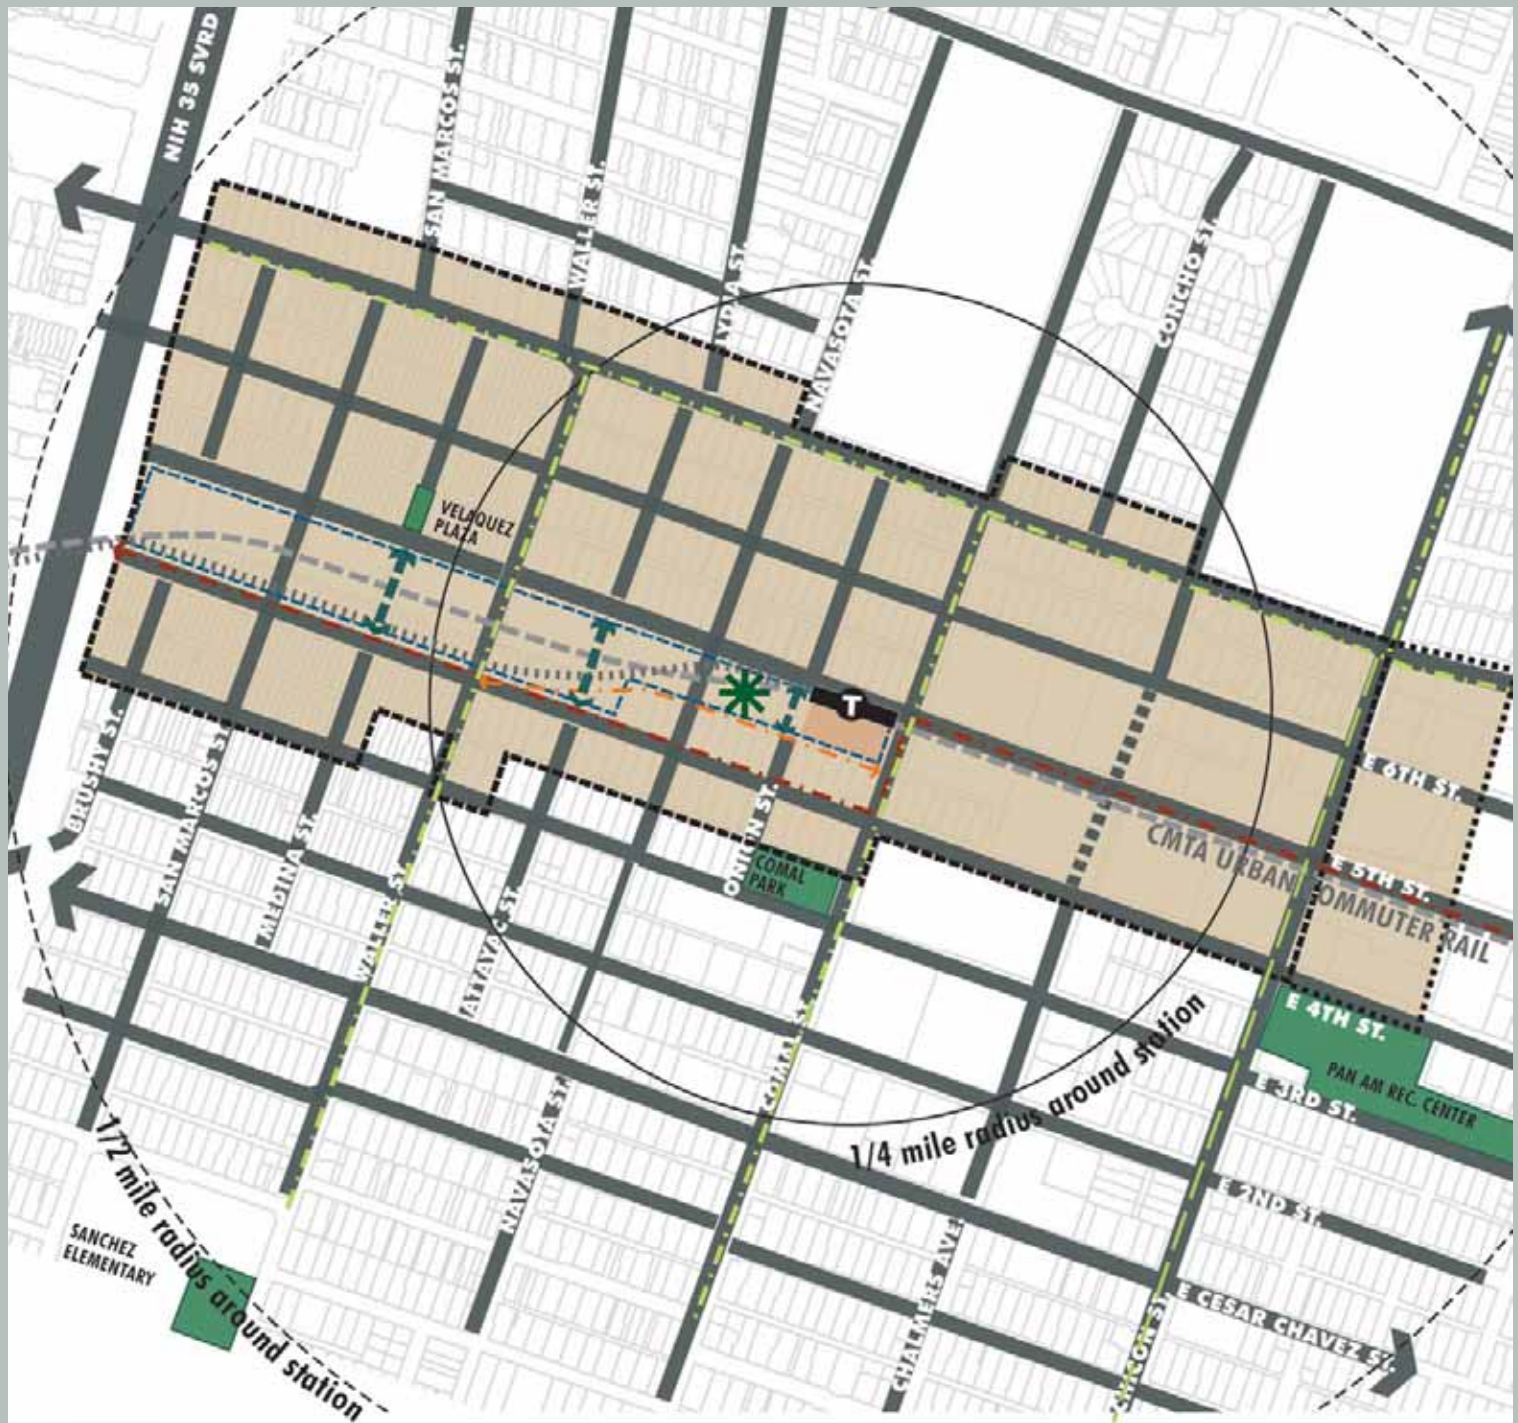 NIH 35 SVRD
SAN MARCOS ST.
WALLER ST.
LYDIA ST.
NAVASOTA ST.
CONCHO ST.
VELAQUEZ
PLAZA
T
E 6TH ST.
CMTA URBAN COMMUTER RAIL
E 5TH ST.
BRUSHY ST.
SAN MARCOS ST.
MEDINA ST.
WALLER ST.
ATTAYAC ST.
ONION ST.
COMAL
PARK
COMAL ST.
E 4TH ST.
PAN AM REC. CENTER
E 3RD ST.
1/4 mile radius around station
NAVASOTA ST.
E 2ND ST.
1/2 mile radius around station
SANCHEZ
ELEMENTARY
CHALMERS AVE.
CHICON ST.
E CESAR CHAVEZ ST.